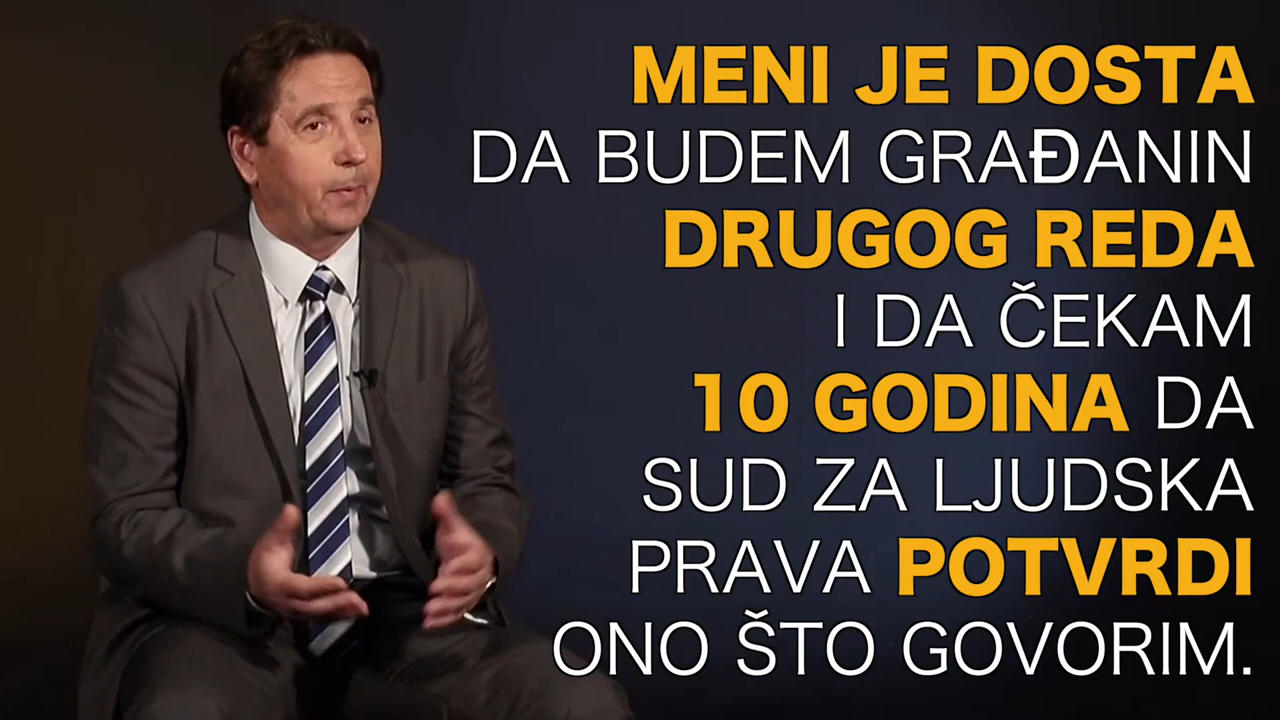 MENI JE DOSTA
DA BUDEM GRAĐANIN
DRUGOG REDA
I DA ČEKAM
10 GODINA DA
SUD ZA LJUDSKA
PRAVA POTVRDI
ONO ŠTO GOVORIM.